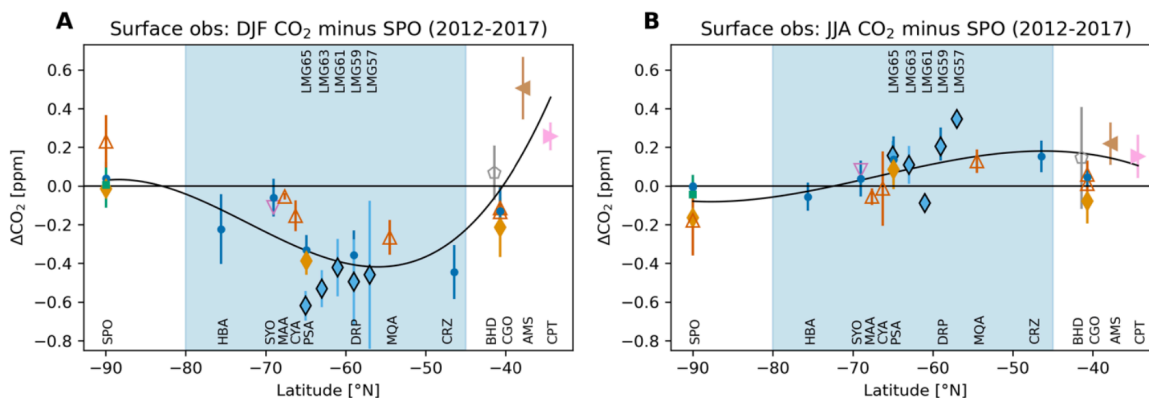 A
Surface obs: DJF CO₂ minus SPO (2012-2017)
ΔCO₂ [ppm]
0.6
0.4
0.2
0.0
−0.2
−0.4
−0.6
−0.8
LMG65
LMG63
LMG61
LMG59
LMG57
SPO
HBA
SYO
MAA
CYA
PSA
DRP
MQA
CRZ
BHD
CGO
AMS
CPT
−90
−80
−70
−60
−50
−40
Latitude [°N]
B
Surface obs: JJA CO₂ minus SPO (2012-2017)
ΔCO₂ [ppm]
0.6
0.4
0.2
0.0
−0.2
−0.4
−0.6
−0.8
LMG65
LMG63
LMG61
LMG59
LMG57
SPO
HBA
SYO
MAA
CYA
PSA
DRP
MQA
CRZ
BHD
CGO
AMS
CPT
−90
−80
−70
−60
−50
−40
Latitude [°N]